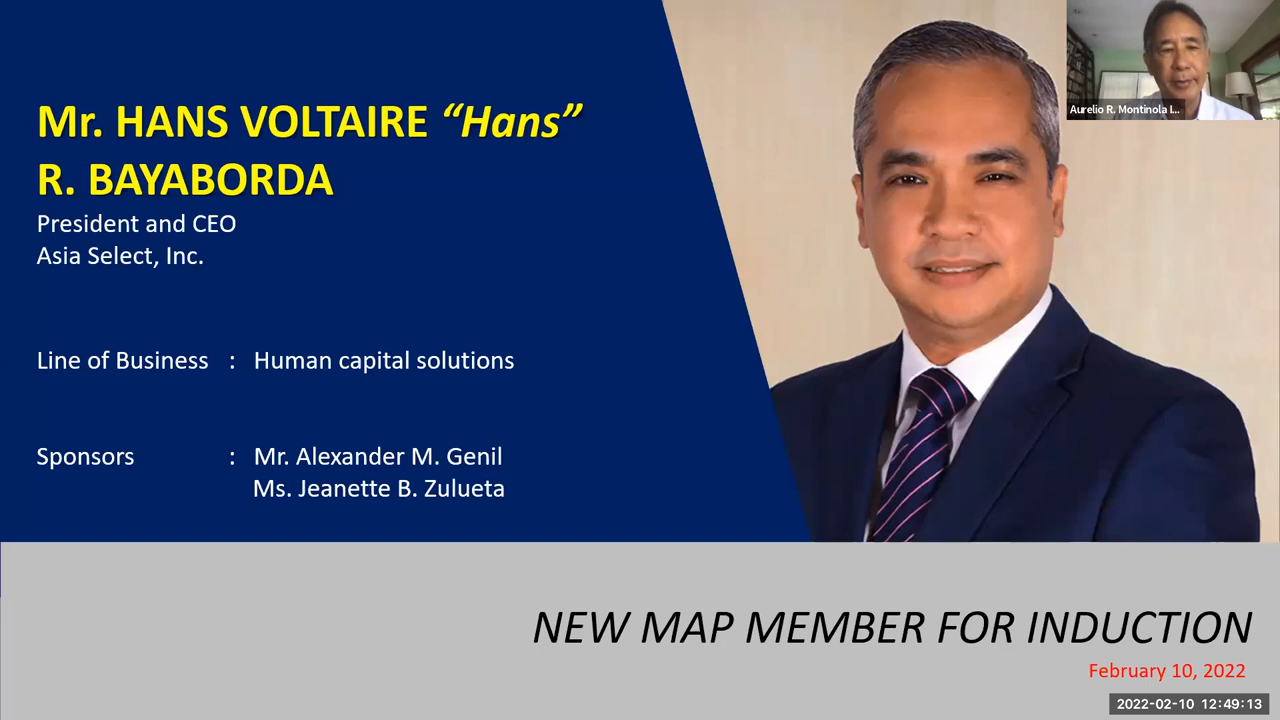 Mr. HANS VOLTAIRE “Hans”
R. BAYABORDA
President and CEO
Asia Select, Inc.
Line of Business : Human capital solutions
Sponsors : Mr. Alexander M. Genil
Ms. Jeanette B. Zulueta
Aurelio R. Montinola I...
NEW MAP MEMBER FOR INDUCTION
February 10, 2022
2022-02-10 12:49:13